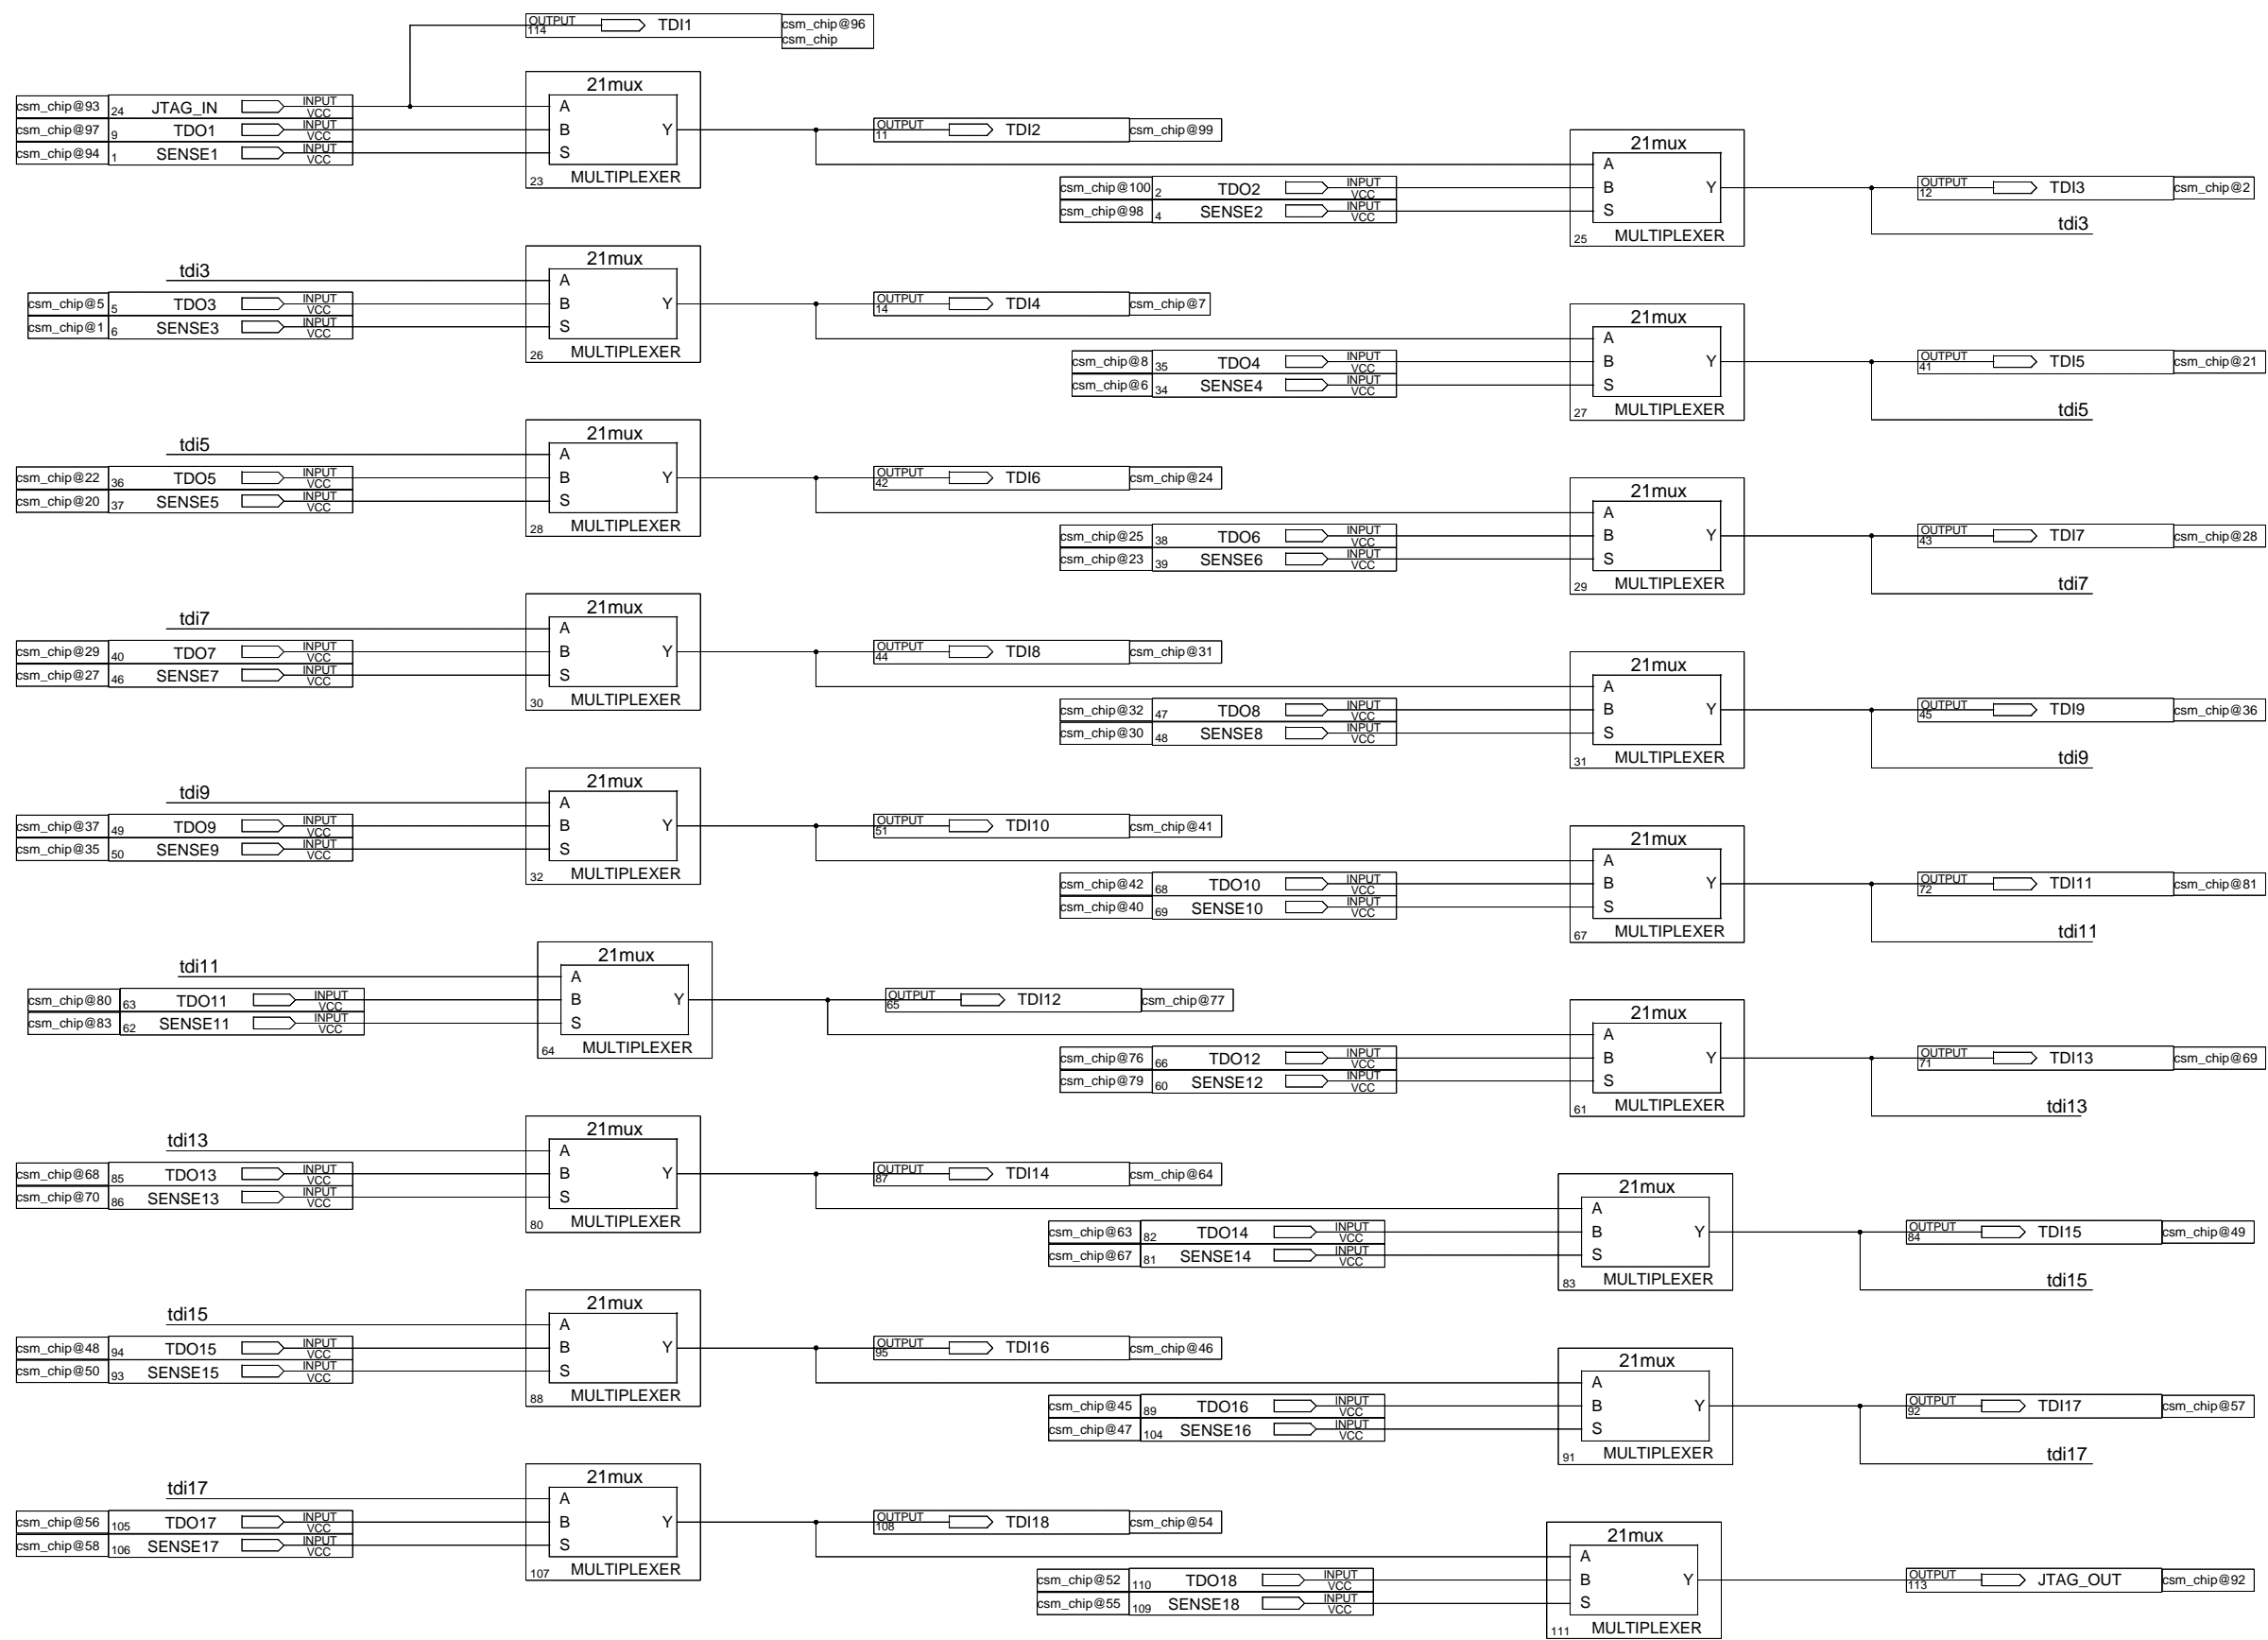 OUTPUT
114 TDI1 csm_chip@96
csm_chip
21mux
csm_chip@93 24 JTAG_IN INPUT VCC A
csm_chip@97 9 TDO1 INPUT VCC B Y OUTPUT 11 TDI2 csm_chip@99
csm_chip@94 1 SENSE1 INPUT VCC S
23 MULTIPLEXER
21mux
A
csm_chip@100 2 TDO2 INPUT VCC B Y OUTPUT 12 TDI3 csm_chip@2
csm_chip@98 4 SENSE2 INPUT VCC S
tdi3
25 MULTIPLEXER
21mux
tdi3 A
csm_chip@5 5 TDO3 INPUT VCC B Y OUTPUT 14 TDI4 csm_chip@7
csm_chip@1 6 SENSE3 INPUT VCC S
26 MULTIPLEXER
21mux
A
csm_chip@8 35 TDO4 INPUT VCC B Y OUTPUT 41 TDI5 csm_chip@21
csm_chip@6 34 SENSE4 INPUT VCC S
tdi5
27 MULTIPLEXER
21mux
tdi5 A
csm_chip@22 36 TDO5 INPUT VCC B Y OUTPUT 42 TDI6 csm_chip@24
csm_chip@20 37 SENSE5 INPUT VCC S
28 MULTIPLEXER
21mux
A
csm_chip@25 38 TDO6 INPUT VCC B Y OUTPUT 43 TDI7 csm_chip@28
csm_chip@23 39 SENSE6 INPUT VCC S
tdi7
29 MULTIPLEXER
21mux
tdi7 A
csm_chip@29 40 TDO7 INPUT VCC B Y OUTPUT 44 TDI8 csm_chip@31
csm_chip@27 46 SENSE7 INPUT VCC S
30 MULTIPLEXER
21mux
A
csm_chip@32 47 TDO8 INPUT VCC B Y OUTPUT 45 TDI9 csm_chip@36
csm_chip@30 48 SENSE8 INPUT VCC S
tdi9
31 MULTIPLEXER
21mux
tdi9 A
csm_chip@37 49 TDO9 INPUT VCC B Y OUTPUT 51 TDI10 csm_chip@41
csm_chip@35 50 SENSE9 INPUT VCC S
32 MULTIPLEXER
21mux
A
csm_chip@42 68 TDO10 INPUT VCC B Y OUTPUT 72 TDI11 csm_chip@81
csm_chip@40 69 SENSE10 INPUT VCC S
tdi11
67 MULTIPLEXER
21mux
tdi11 A
csm_chip@80 63 TDO11 INPUT VCC B Y OUTPUT 65 TDI12 csm_chip@77
csm_chip@83 62 SENSE11 INPUT VCC S
64 MULTIPLEXER
21mux
A
csm_chip@76 66 TDO12 INPUT VCC B Y OUTPUT 71 TDI13 csm_chip@69
csm_chip@79 60 SENSE12 INPUT VCC S
tdi13
61 MULTIPLEXER
21mux
tdi13 A
csm_chip@68 85 TDO13 INPUT VCC B Y OUTPUT 87 TDI14 csm_chip@64
csm_chip@70 86 SENSE13 INPUT VCC S
80 MULTIPLEXER
21mux
A
csm_chip@63 82 TDO14 INPUT VCC B Y OUTPUT 84 TDI15 csm_chip@49
csm_chip@67 81 SENSE14 INPUT VCC S
tdi15
83 MULTIPLEXER
21mux
tdi15 A
csm_chip@48 94 TDO15 INPUT VCC B Y OUTPUT 95 TDI16 csm_chip@46
csm_chip@50 93 SENSE15 INPUT VCC S
88 MULTIPLEXER
21mux
A
csm_chip@45 89 TDO16 INPUT VCC B Y OUTPUT 92 TDI17 csm_chip@57
csm_chip@47 104 SENSE16 INPUT VCC S
tdi17
91 MULTIPLEXER
21mux
tdi17 A
csm_chip@56 105 TDO17 INPUT VCC B Y OUTPUT 108 TDI18 csm_chip@54
csm_chip@58 106 SENSE17 INPUT VCC S
107 MULTIPLEXER
21mux
A
csm_chip@52 110 TDO18 INPUT VCC B Y OUTPUT 113 JTAG_OUT csm_chip@92
csm_chip@55 109 SENSE18 INPUT VCC S
111 MULTIPLEXER